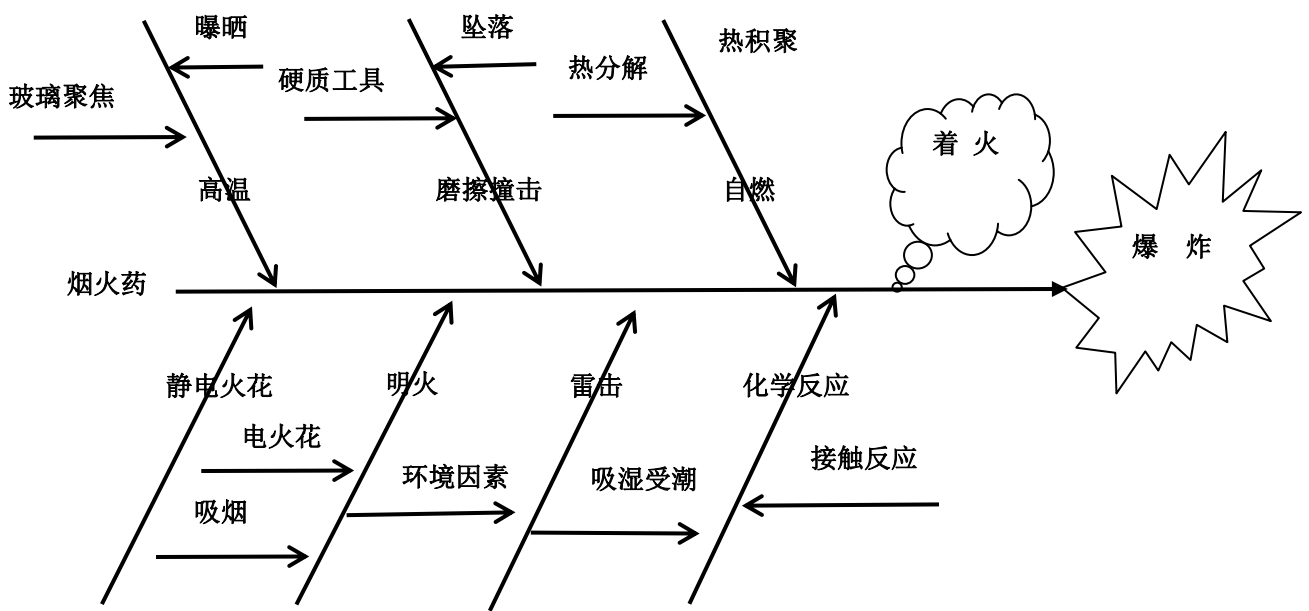 曝晒
坠落
热积聚
玻璃聚焦
硬质工具
热分解
着 火
高温
磨擦撞击
自燃
爆 炸
烟火药
静电火花
明火
雷击
化学反应
电火花
环境因素
吸湿受潮
接触反应
吸烟